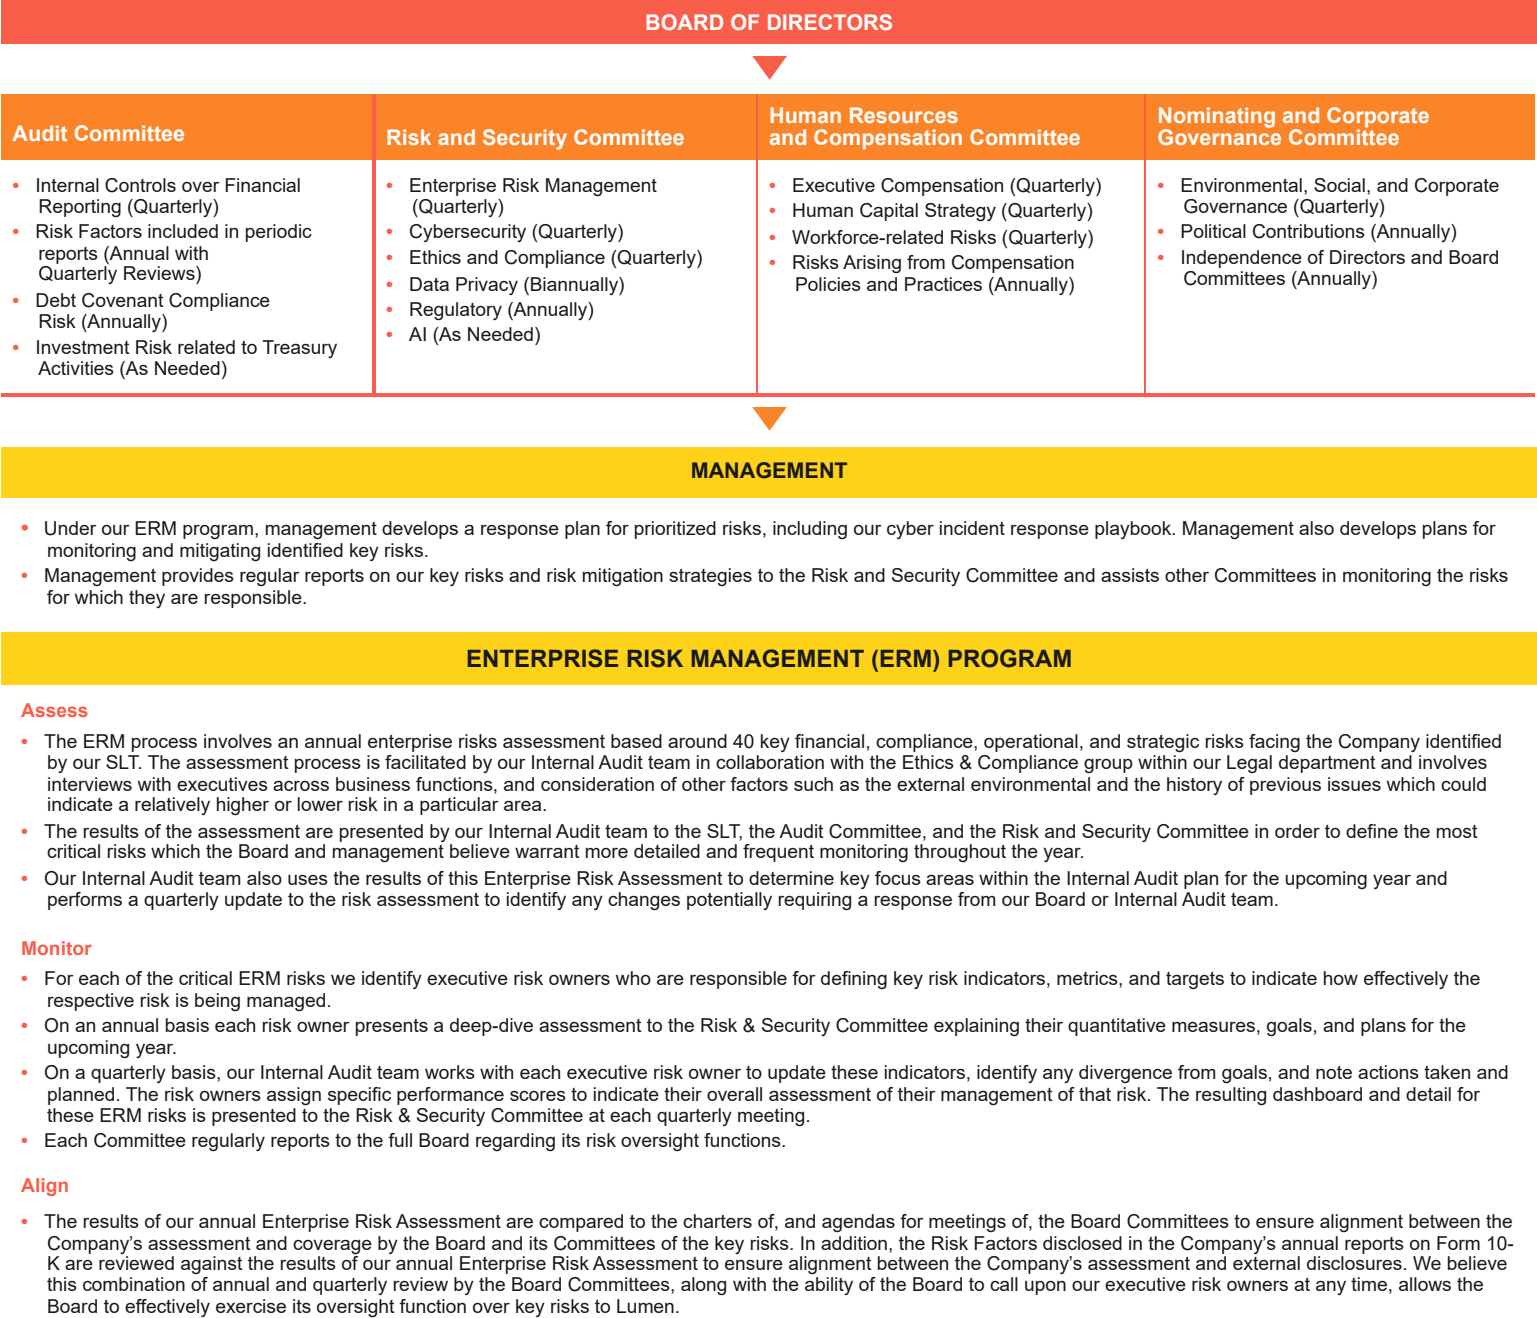 BOARD OF DIRECTORS
Audit Committee
• Internal Controls over Financial
Reporting (Quarterly)
• Risk Factors included in periodic
reports (Annual with
Quarterly Reviews)
• Debt Covenant Compliance
Risk (Annually)
• Investment Risk related to Treasury
Activities (As Needed)
Risk and Security Committee
• Enterprise Risk Management
(Quarterly)
• Cybersecurity (Quarterly)
• Ethics and Compliance (Quarterly)
• Data Privacy (Biannually)
• Regulatory (Annually)
• AI (As Needed)
Human Resources
and Compensation Committee
• Executive Compensation (Quarterly)
• Human Capital Strategy (Quarterly)
• Workforce-related Risks (Quarterly)
• Risks Arising from Compensation
Policies and Practices (Annually)
Nominating and Corporate
Governance Committee
• Environmental, Social, and Corporate
Governance (Quarterly)
• Political Contributions (Annually)
• Independence of Directors and Board
Committees (Annually)
MANAGEMENT
• Under our ERM program, management develops a response plan for prioritized risks, including our cyber incident response playbook. Management also develops plans for
monitoring and mitigating identified key risks.
• Management provides regular reports on our key risks and risk mitigation strategies to the Risk and Security Committee and assists other Committees in monitoring the risks
for which they are responsible.
ENTERPRISE RISK MANAGEMENT (ERM) PROGRAM
Assess
• The ERM process involves an annual enterprise risks assessment based around 40 key financial, compliance, operational, and strategic risks facing the Company identified
by our SLT. The assessment process is facilitated by our Internal Audit team in collaboration with the Ethics & Compliance group within our Legal department and involves
interviews with executives across business functions, and consideration of other factors such as the external environmental and the history of previous issues which could
indicate a relatively higher or lower risk in a particular area.
• The results of the assessment are presented by our Internal Audit team to the SLT, the Audit Committee, and the Risk and Security Committee in order to define the most
critical risks which the Board and management believe warrant more detailed and frequent monitoring throughout the year.
• Our Internal Audit team also uses the results of this Enterprise Risk Assessment to determine key focus areas within the Internal Audit plan for the upcoming year and
performs a quarterly update to the risk assessment to identify any changes potentially requiring a response from our Board or Internal Audit team.
Monitor
• For each of the critical ERM risks we identify executive risk owners who are responsible for defining key risk indicators, metrics, and targets to indicate how effectively the
respective risk is being managed.
• On an annual basis each risk owner presents a deep-dive assessment to the Risk & Security Committee explaining their quantitative measures, goals, and plans for the
upcoming year.
• On a quarterly basis, our Internal Audit team works with each executive risk owner to update these indicators, identify any divergence from goals, and note actions taken and
planned. The risk owners assign specific performance scores to indicate their overall assessment of their management of that risk. The resulting dashboard and detail for
these ERM risks is presented to the Risk & Security Committee at each quarterly meeting.
• Each Committee regularly reports to the full Board regarding its risk oversight functions.
Align
• The results of our annual Enterprise Risk Assessment are compared to the charters of, and agendas for meetings of, the Board Committees to ensure alignment between the
Company's assessment and coverage by the Board and its Committees of the key risks. In addition, the Risk Factors disclosed in the Company's annual reports on Form 10-
K are reviewed against the results of our annual Enterprise Risk Assessment to ensure alignment between the Company's assessment and external disclosures. We believe
this combination of annual and quarterly review by the Board Committees, along with the ability of the Board to call upon our executive risk owners at any time, allows the
Board to effectively exercise its oversight function over key risks to Lumen.